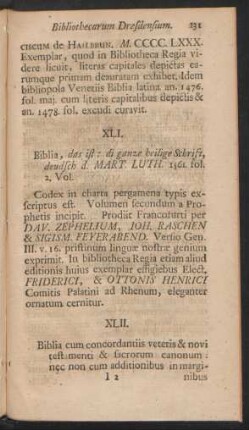 Bibliothecarum Dresdensium. 231
cucum de HAILBRUN. M. CCCC. LXXX.
Exemplar, quod in Bibliotheca Regia vi-
dere licuit, literas capitales depictas ea-
rumque primam deauratam exhibet. Idem
bibliopola Venetiis Biblia latina an. 1476.
fol. maj. cum literis capitalibus depictis &
an. 1478. fol. excudi curavit.
XLI.
Biblia, das ist: di ganze heilige Schrift,
deudsch d. MART. LUTH. 1561. fol.
2. Vol.
Codex in charta pergamena typis ex-
scriptus est. Volumen secundum a Pro-
phetis incipit. Prodiit Francofurti per
DAV. ZEPHELIUM, JOH. RASCHEN
& SIGISM. FEYERABEND. Versio Gen.
III. v. 16. pristinum linguæ nostræ genium
exprimit. In bibliotheca Regia etiam aliud
editionis huius exemplar effigiebus Elect.
FRIDERICI, & OTTONIS HENRICI
Comitis Palatini ad Rhenum, eleganter
ornatum cernitur.
XLII.
Biblia cum concordantiis veteris & novi
testamenti & sacrorum canonum:
nec non cum additionibus in margi-
I 2 nibus